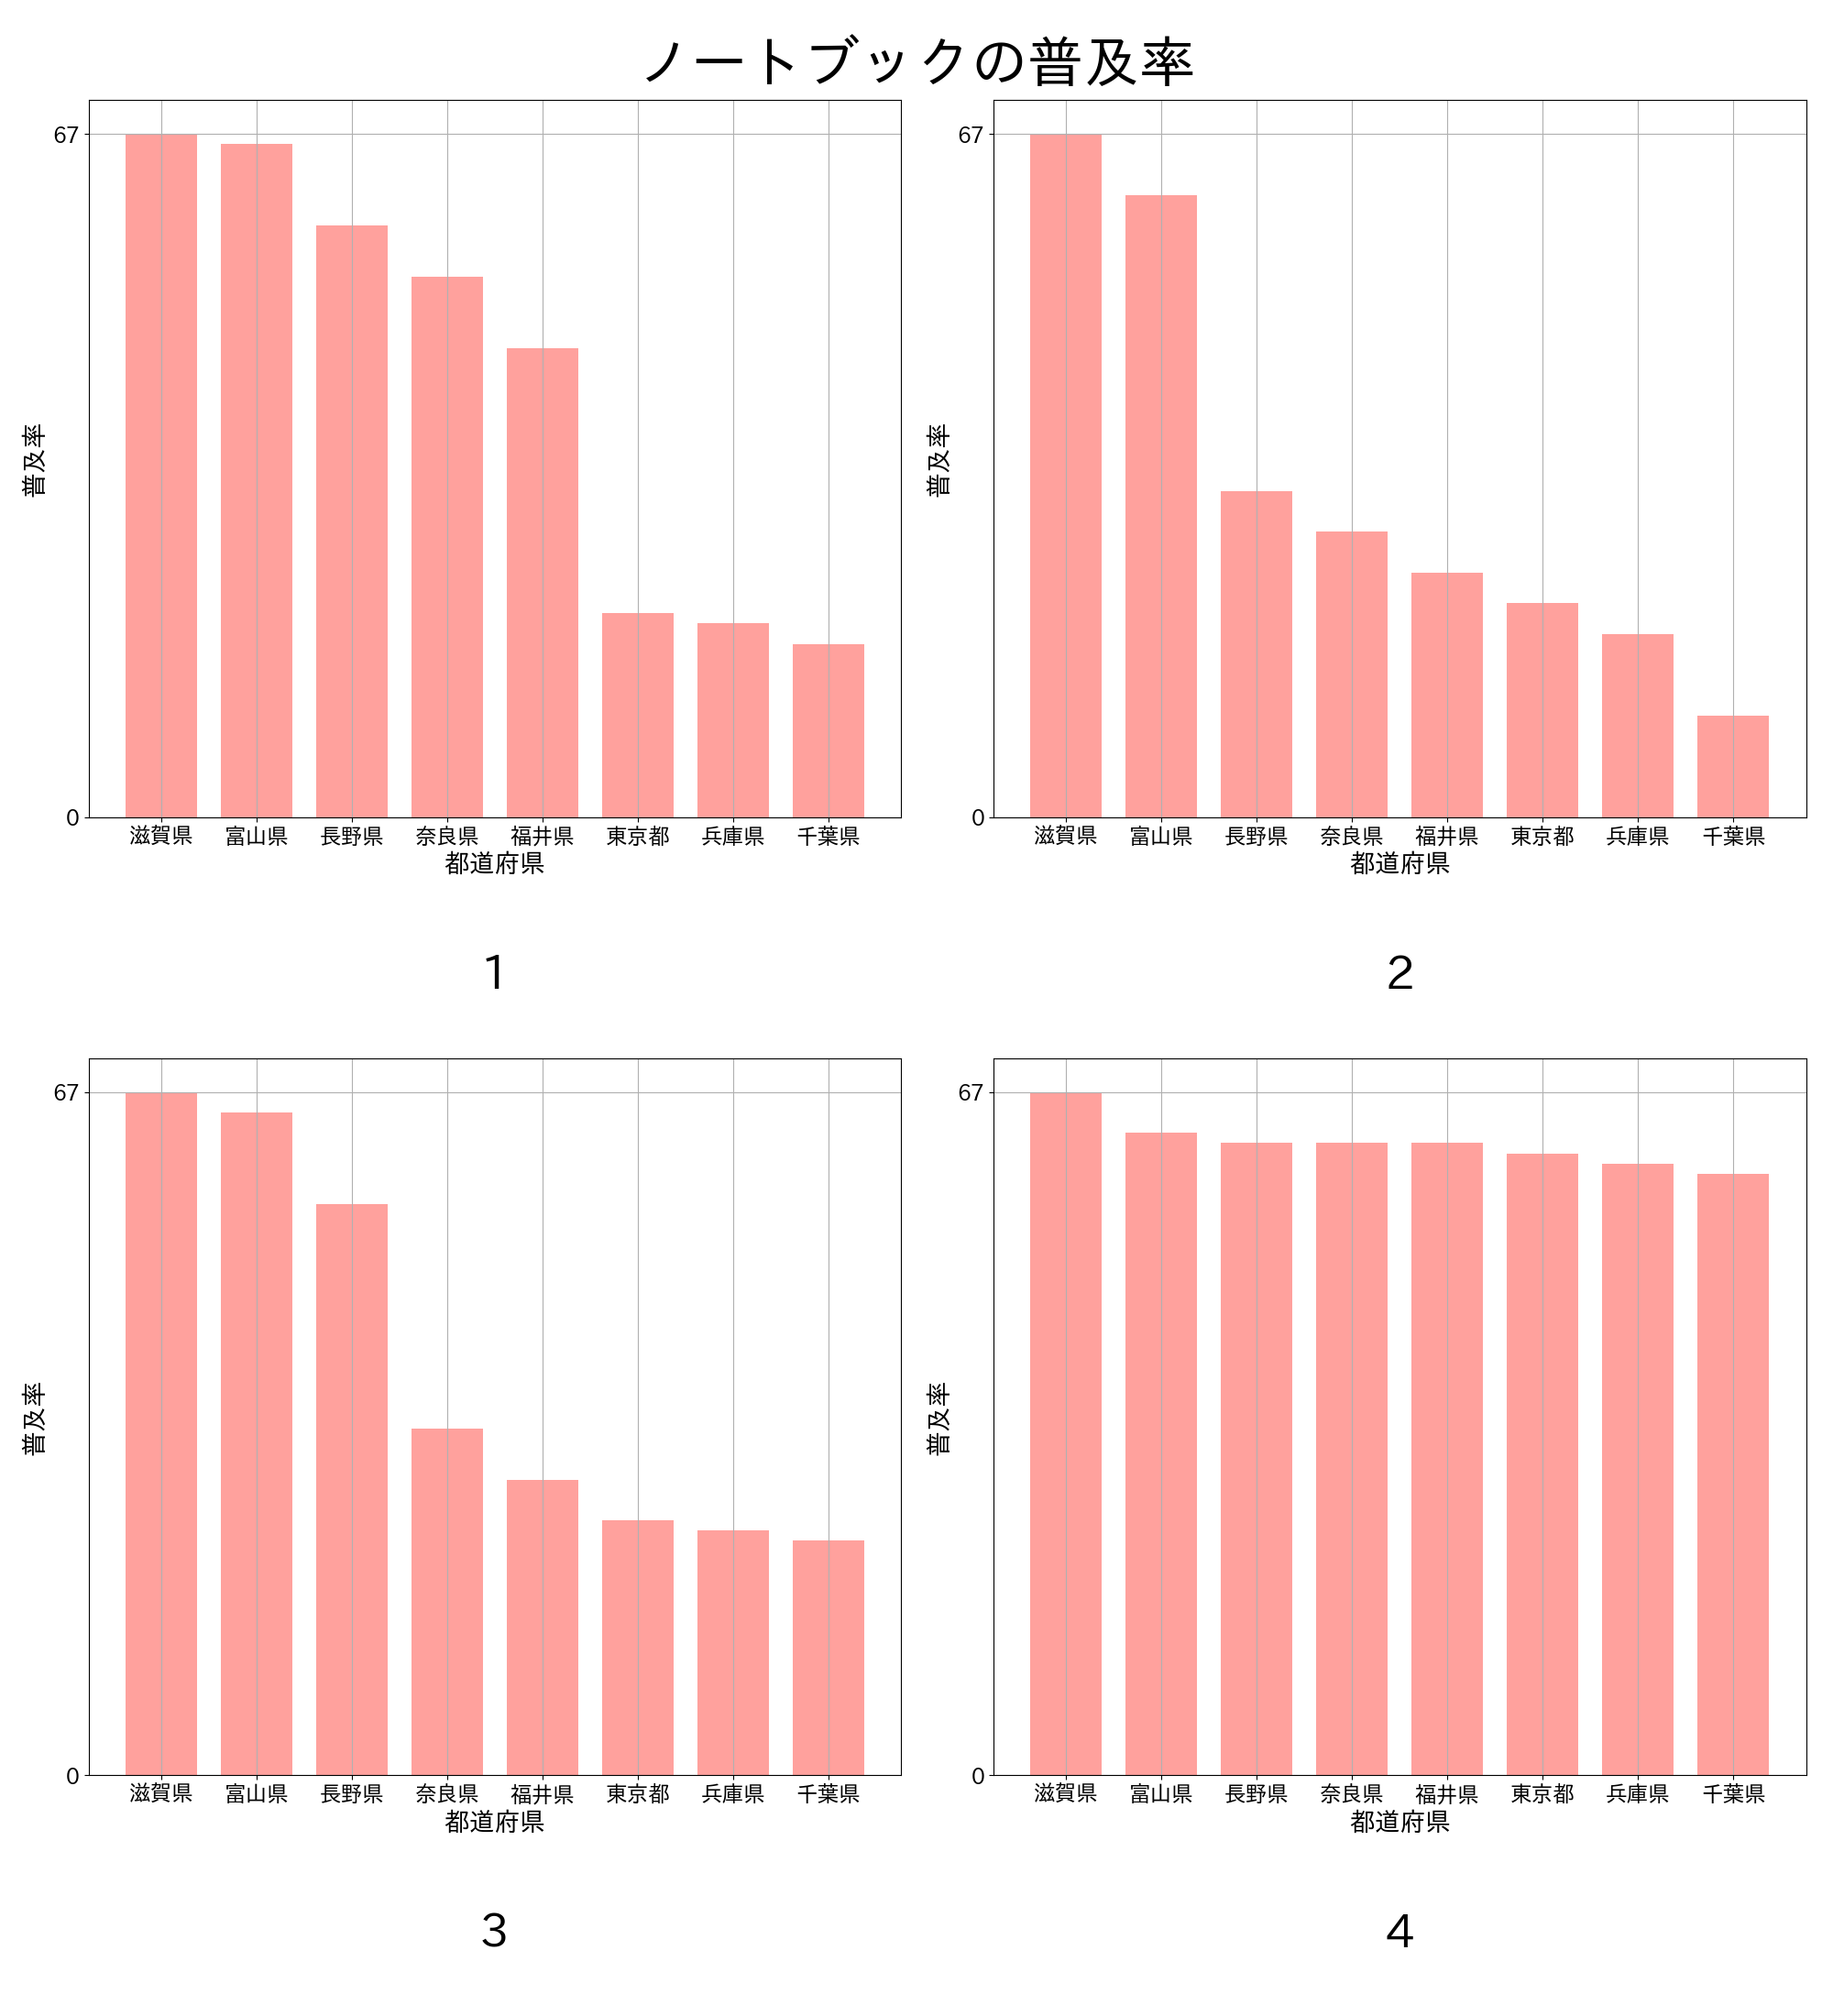 ノートブックの普及率
67
0
普及率
滋賀県 富山県 長野県 奈良県 福井県 東京都 兵庫県 千葉県
都道府県
1
67
0
普及率
滋賀県 富山県 長野県 奈良県 福井県 東京都 兵庫県 千葉県
都道府県
2
67
0
普及率
滋賀県 富山県 長野県 奈良県 福井県 東京都 兵庫県 千葉県
都道府県
3
67
0
普及率
滋賀県 富山県 長野県 奈良県 福井県 東京都 兵庫県 千葉県
都道府県
4